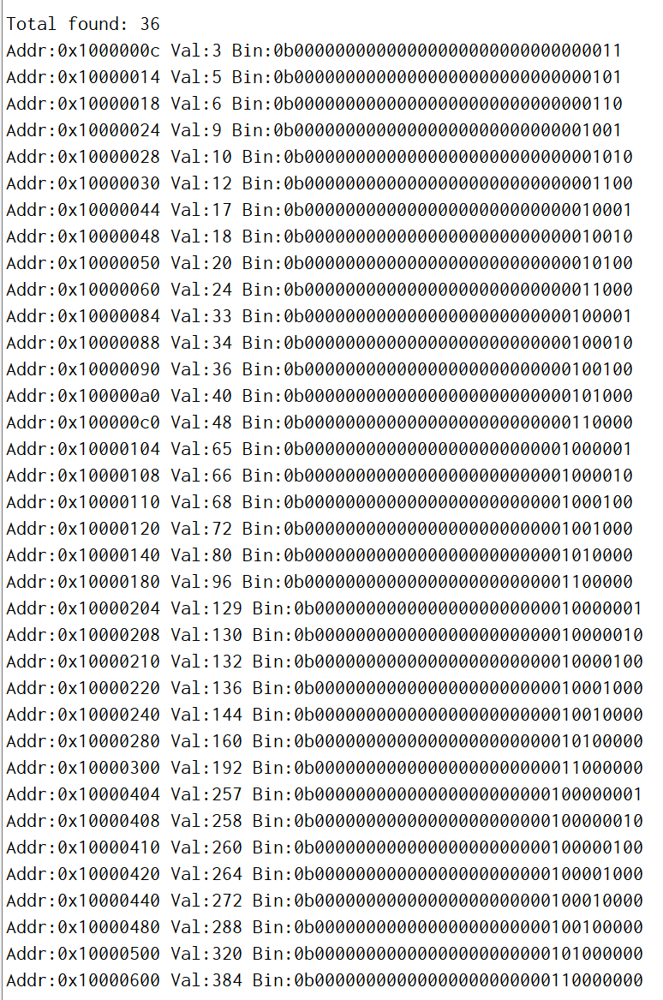 Total found: 36
Addr:0x1000000c Val:3 Bin:0b00000000000000000000000000000011
Addr:0x10000014 Val:5 Bin:0b00000000000000000000000000000101
Addr:0x10000018 Val:6 Bin:0b00000000000000000000000000000110
Addr:0x10000024 Val:9 Bin:0b00000000000000000000000000001001
Addr:0x10000028 Val:10 Bin:0b00000000000000000000000000001010
Addr:0x10000030 Val:12 Bin:0b00000000000000000000000000001100
Addr:0x10000044 Val:17 Bin:0b00000000000000000000000000010001
Addr:0x10000048 Val:18 Bin:0b00000000000000000000000000010010
Addr:0x10000050 Val:20 Bin:0b00000000000000000000000000010100
Addr:0x10000060 Val:24 Bin:0b00000000000000000000000000011000
Addr:0x10000084 Val:33 Bin:0b00000000000000000000000000100001
Addr:0x10000088 Val:34 Bin:0b00000000000000000000000000100010
Addr:0x10000090 Val:36 Bin:0b00000000000000000000000000100100
Addr:0x100000a0 Val:40 Bin:0b00000000000000000000000000101000
Addr:0x100000c0 Val:48 Bin:0b00000000000000000000000000110000
Addr:0x10000104 Val:65 Bin:0b00000000000000000000000001000001
Addr:0x10000108 Val:66 Bin:0b00000000000000000000000001000010
Addr:0x10000110 Val:68 Bin:0b00000000000000000000000001000100
Addr:0x10000120 Val:72 Bin:0b00000000000000000000000001001000
Addr:0x10000140 Val:80 Bin:0b00000000000000000000000001010000
Addr:0x10000180 Val:96 Bin:0b00000000000000000000000001100000
Addr:0x10000204 Val:129 Bin:0b00000000000000000000000010000001
Addr:0x10000208 Val:130 Bin:0b00000000000000000000000010000010
Addr:0x10000210 Val:132 Bin:0b00000000000000000000000010000100
Addr:0x10000220 Val:136 Bin:0b00000000000000000000000010001000
Addr:0x10000240 Val:144 Bin:0b00000000000000000000000010010000
Addr:0x10000280 Val:160 Bin:0b00000000000000000000000010100000
Addr:0x10000300 Val:192 Bin:0b00000000000000000000000011000000
Addr:0x10000404 Val:257 Bin:0b00000000000000000000000100000001
Addr:0x10000408 Val:258 Bin:0b00000000000000000000000100000010
Addr:0x10000410 Val:260 Bin:0b00000000000000000000000100000100
Addr:0x10000420 Val:264 Bin:0b00000000000000000000000100001000
Addr:0x10000440 Val:272 Bin:0b00000000000000000000000100010000
Addr:0x10000480 Val:288 Bin:0b00000000000000000000000100100000
Addr:0x10000500 Val:320 Bin:0b00000000000000000000000101000000
Addr:0x10000600 Val:384 Bin:0b00000000000000000000000110000000